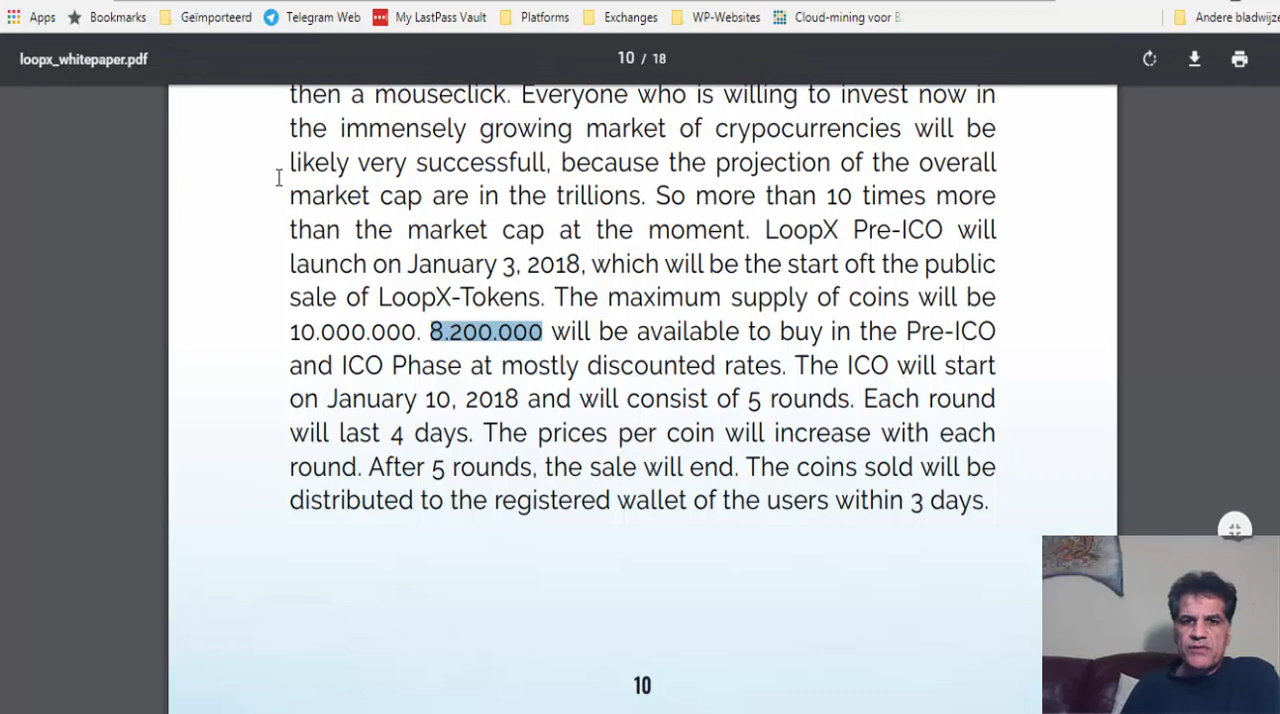 Apps Bookmarks Geïmporteerd Telegram Web My LastPass Vault Platforms Exchanges WP-Websites Cloud-mining voor B Andere bladwijze
loopx_whitepaper.pdf 10 / 18
then a mouseclick. Everyone who is willing to invest now in
the immensely growing market of crypocurrencies will be
likely very successfull, because the projection of the overall
market cap are in the trillions. So more than 10 times more
than the market cap at the moment. LoopX Pre-ICO will
launch on January 3, 2018, which will be the start oft the public
sale of LoopX-Tokens. The maximum supply of coins will be
10.000.000. 8.200.000 will be available to buy in the Pre-ICO
and ICO Phase at mostly discounted rates. The ICO will start
on January 10, 2018 and will consist of 5 rounds. Each round
will last 4 days. The prices per coin will increase with each
round. After 5 rounds, the sale will end. The coins sold will be
distributed to the registered wallet of the users within 3 days.
10